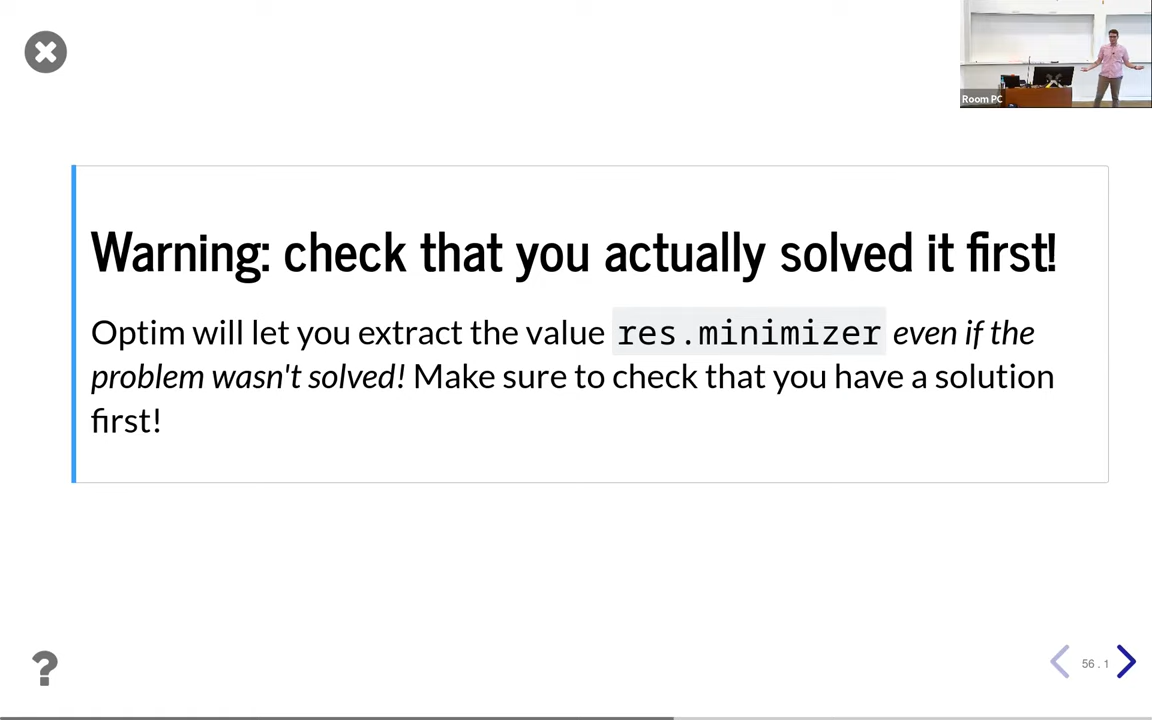 Room PC
Warning: check that you actually solved it first!
Optim will let you extract the value res.minimizer even if the
problem wasn't solved! Make sure to check that you have a solution
first!
?
56 . 1